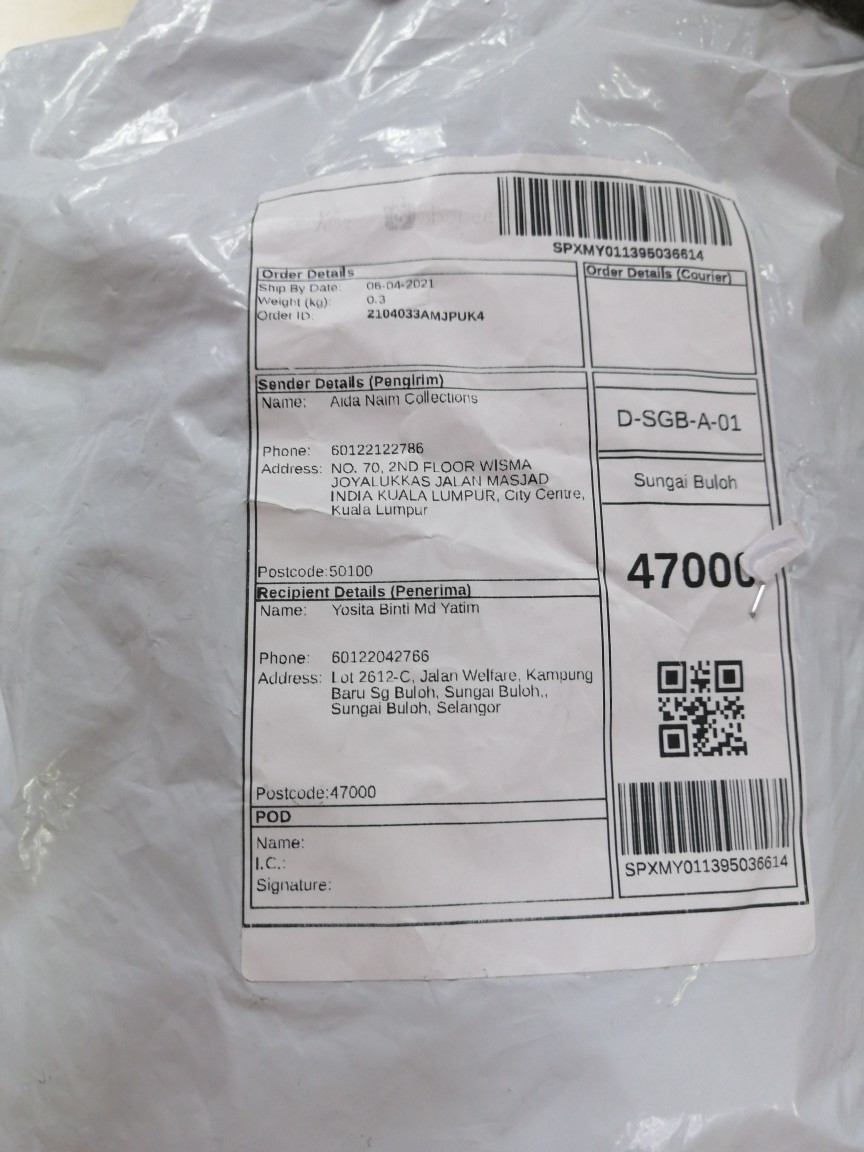 SPXMY011395036614
Order Details
Ship By Date: 06-04-2021
Weight (kg): 0.3
Order ID: 2104033AMJPUK4
Order Details (Courier)
Sender Details (Pengirim)
Name: Aida Naim Collections
Phone: 60122122786
Address: NO. 70, 2ND FLOOR WISMA
JOYALUKKAS JALAN MASJAD
INDIA KUALA LUMPUR, City Centre,
Kuala Lumpur
Postcode:50100
D-SGB-A-01
Sungai Buloh
47000
Recipient Details (Penerima)
Name: Yosita Binti Md Yatim
Phone: 60122042766
Address: Lot 2612-C, Jalan Welfare, Kampung
Baru Sg Buloh, Sungai Buloh,,
Sungai Buloh, Selangor
Postcode:47000
POD
Name:
I.C.:
Signature:
SPXMY011395036614